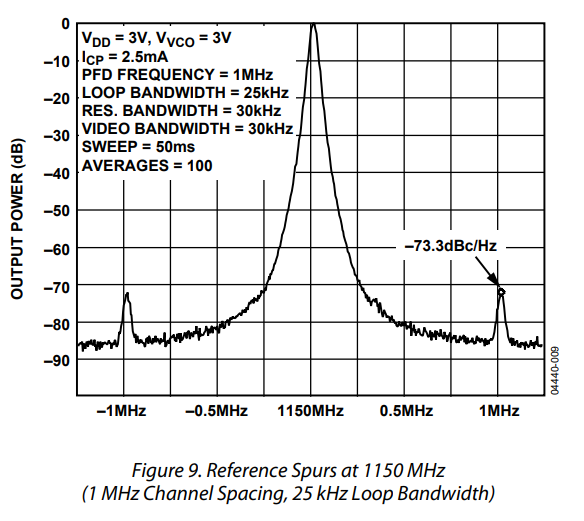 V_DD = 3V, V_VCO = 3V
I_CP = 2.5mA
PFD FREQUENCY = 1MHz
LOOP BANDWIDTH = 25kHz
RES. BANDWIDTH = 30kHz
VIDEO BANDWIDTH = 30kHz
SWEEP = 50ms
AVERAGES = 100
OUTPUT POWER (dB)
0
–10
–20
–30
–40
–50
–60
–70
–80
–90
–73.3dBc/Hz
–1MHz
–0.5MHz
1150MHz
0.5MHz
1MHz
04440-009
Figure 9. Reference Spurs at 1150 MHz
(1 MHz Channel Spacing, 25 kHz Loop Bandwidth)